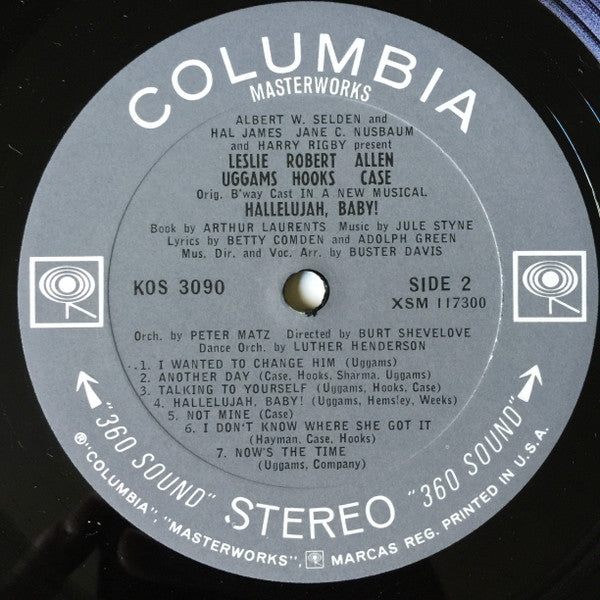 COLUMBIA
MASTERWORKS
ALBERT W. SELDEN and
HAL JAMES JANE C. NUSBAUM
and HARRY RIGBY present
LESLIE ROBERT ALLEN
UGGAMS HOOKS CASE
Orig. B'way Cast IN A NEW MUSICAL
HALLELUJAH, BABY!
Book by ARTHUR LAURENTS Music by JULE STYNE
Lyrics by BETTY COMDEN and ADOLPH GREEN
Mus. Dir. and Voc. Arr. by BUSTER DAVIS
KOS 3090
SIDE 2
XSM 117300
Orch. by PETER MATZ Directed by BURT SHEVELOVE
Dance Orch. by LUTHER HENDERSON
1. I WANTED TO CHANGE HIM (Uggams)
2. ANOTHER DAY (Case, Hooks, Sharma, Uggams)
3. TALKING TO YOURSELF (Uggams, Hooks, Case)
4. HALLELUJAH, BABY! (Uggams, Hemsley, Weeks)
5. NOT MINE (Case)
6. I DON'T KNOW WHERE SHE GOT IT
(Hayman, Case, Hooks)
7. NOW'S THE TIME
(Uggams, Company)
"360 SOUND" STEREO "360 SOUND"
®"COLUMBIA", "MASTERWORKS", MARCAS REG. PRINTED IN U.S.A.